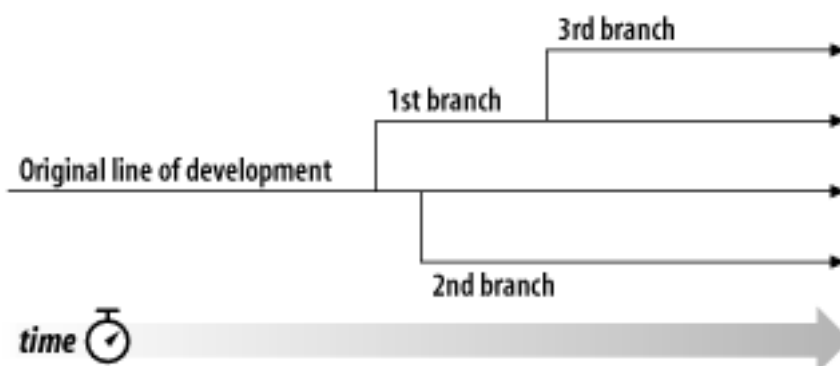 3rd branch
1st branch
Original line of development
2nd branch
time